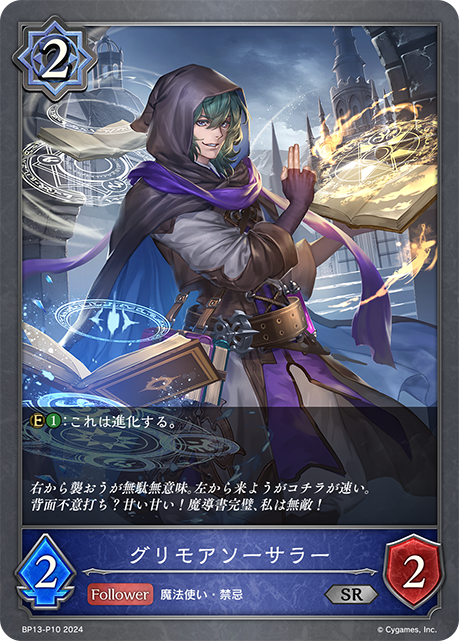 2
E 1：これは進化する。
右から襲おうが無駄無意味。左から来ようがコチラが速い。
背面不意打ち？甘い甘い！魔導書完璧、私は無敵！
グリモアソーサラー
2
Follower 魔法使い・禁忌
SR
2
BP13-P10 2024
© Cygames, Inc.